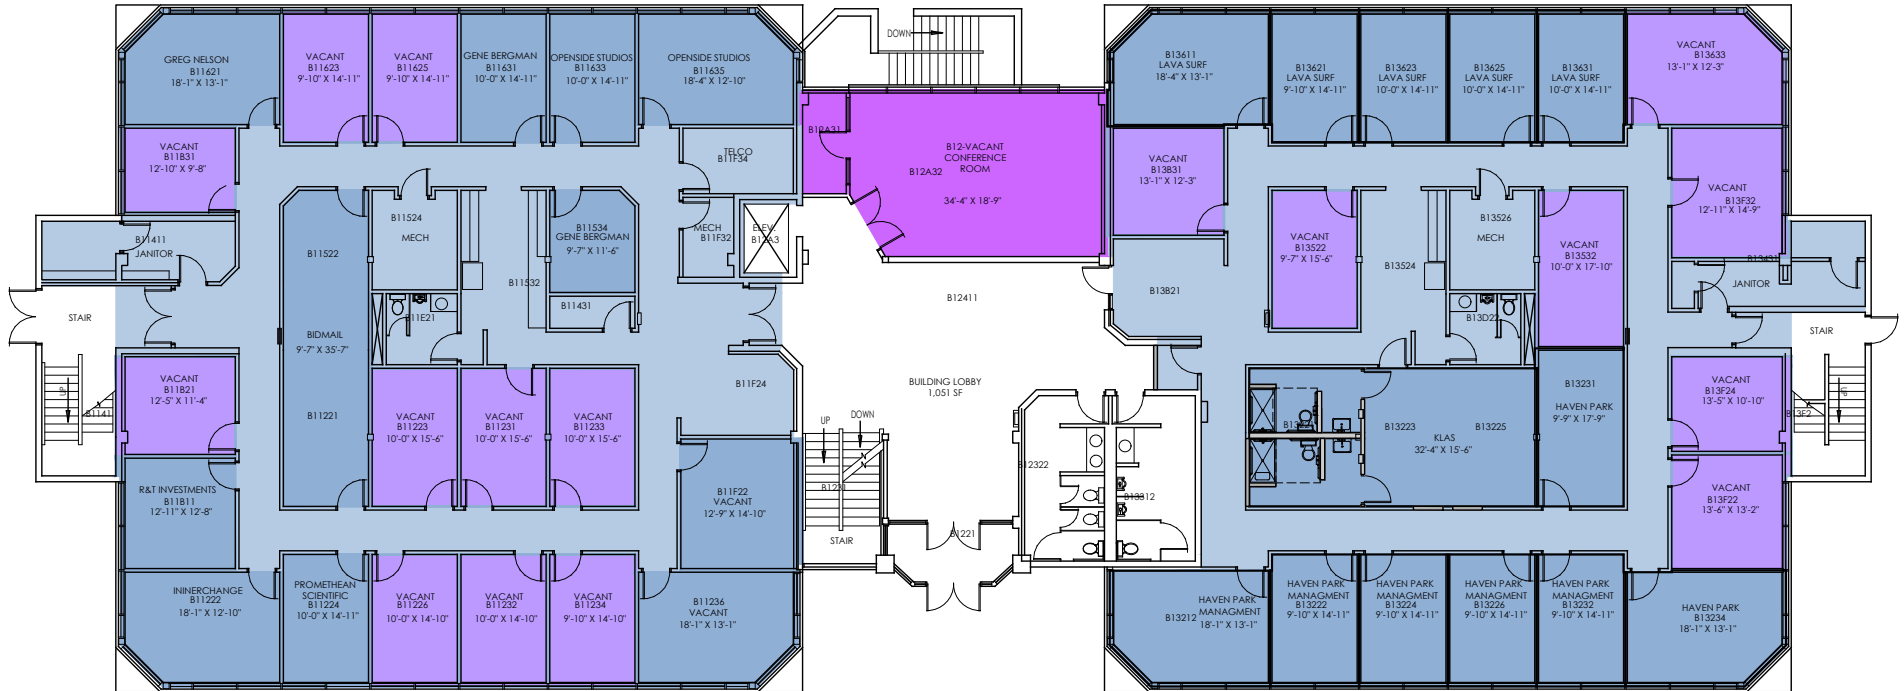 GREG NELSON
B11621
18'-1" X 13'-1"
VACANT
B11623
9'-10" X 14'-11"
VACANT
B11625
9'-10" X 14'-11"
GENE BERGMAN
B11631
10'-0" X 14'-11"
OPENSIDE STUDIOS
B11633
10'-0" X 14'-11"
OPENSIDE STUDIOS
B11635
18'-4" X 12'-10"
DOWN
B13611
LAVA SURF
18'-4" X 13'-1"
B13621
LAVA SURF
9'-10" X 14'-11"
B13623
LAVA SURF
10'-0" X 14'-11"
B13625
LAVA SURF
10'-0" X 14'-11"
B13631
LAVA SURF
10'-0" X 14'-11"
VACANT
B13633
13'-1" X 12'-3"
VACANT
B11B31
12'-10" X 9'-8"
TELCO
B11F34
B12A31
B12-VACANT
CONFERENCE
ROOM
B12A32
34'-4" X 18'-9"
VACANT
B13B31
13'-1" X 12'-3"
VACANT
B13F32
12'-11" X 14'-9"
B11411
JANITOR
B11522
B11524
MECH
B11534
GENE BERGMAN
9'-7" X 11'-6"
MECH
B11F32
ELEV.
B12A3
VACANT
B13522
9'-7" X 15'-6"
B13526
MECH
VACANT
B13532
10'-0" X 17'-10"
B13524
B13431
JANITOR
B11532
B11431
B11E21
B12411
B13B21
B13D22
STAIR
BIDMAIL
9'-7" X 35'-7"
STAIR
VACANT
B11B21
12'-5" X 11'-4"
B11F24
BUILDING LOBBY
1,051 SF
B13231
HAVEN PARK
9'-9" X 17'-9"
VACANT
B13F24
13'-5" X 10'-10"
UP
B1141
B11221
VACANT
B11223
10'-0" X 15'-6"
VACANT
B11231
10'-0" X 15'-6"
VACANT
B11233
10'-0" X 15'-6"
UP
DOWN
B13223
B13225
KLAS
32'-4" X 15'-6"
UP
B13F2
R&T INVESTMENTS
B11B11
12'-11" X 12'-8"
B11F22
VACANT
12'-9" X 14'-10"
B1231
STAIR
B12322
B13312
B1221
VACANT
B13F22
13'-6" X 13'-2"
ININERCHANGE
B11222
18'-1" X 12'-10"
PROMETHEAN
SCIENTIFIC
B11224
10'-0" X 14'-11"
VACANT
B11226
10'-0" X 14'-10"
VACANT
B11232
10'-0" X 14'-10"
VACANT
B11234
9'-10" X 14'-10"
B11236
VACANT
18'-1" X 13'-1"
HAVEN PARK
MANAGMENT
B13212
18'-1" X 13'-1"
HAVEN PARK
MANAGMENT
B13222
9'-10" X 14'-11"
HAVEN PARK
MANAGMENT
B13224
9'-10" X 14'-11"
HAVEN PARK
MANAGMENT
B13226
9'-10" X 14'-11"
HAVEN PARK
MANAGMENT
B13232
9'-10" X 14'-11"
HAVEN PARK
B13234
18'-1" X 13'-1"